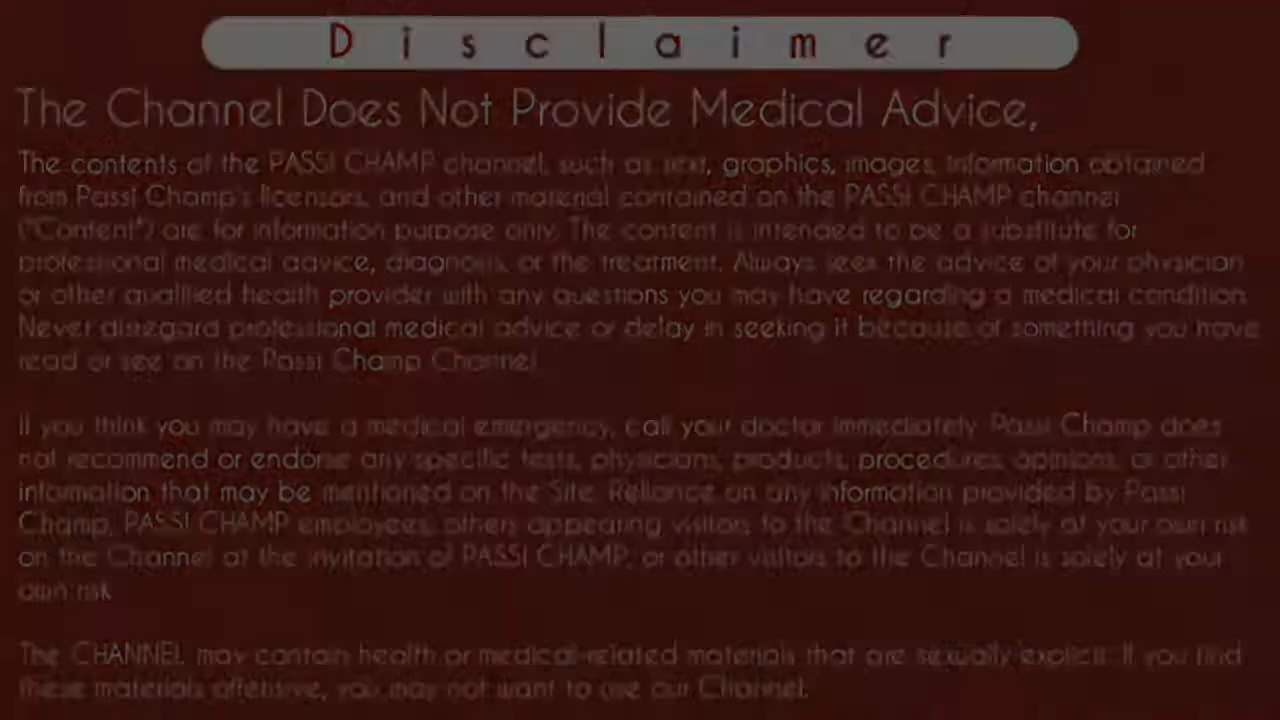 Disclaimer
The Channel Does Not Provide Medical Advice,
The contents of the PASSI CHAMP channel, such as text, graphics, images, information obtained
from Passi Champ's licensors, and other material contained on the PASSI CHAMP channel
("Content") are for information purpose only. The content is intended to be a substitute for
professional medical advice, diagnosis, or the treatment. Always seek the advice of your physician
or other qualified health provider with any questions you may have regarding a medical condition.
Never disregard professional medical advice or delay in seeking it because of something you have
read or see on the Passi Champ Channel.
If you think you may have a medical emergency, call your doctor immediately. Passi Champ does
not recommend or endorse any specific tests, physicians, products, procedures, opinions, or other
information that may be mentioned on the Site. Reliance on any information provided by Passi
Champ, PASSI CHAMP employees, others appearing visitors to the Channel is solely at your own risk
on the Channel at the invitation of PASSI CHAMP, or other visitors to the Channel is solely at your
own risk.
The CHANNEL may contain health or medical-related materials that are sexually explicit. If you find
these materials offensive, you may not want to use our Channel.